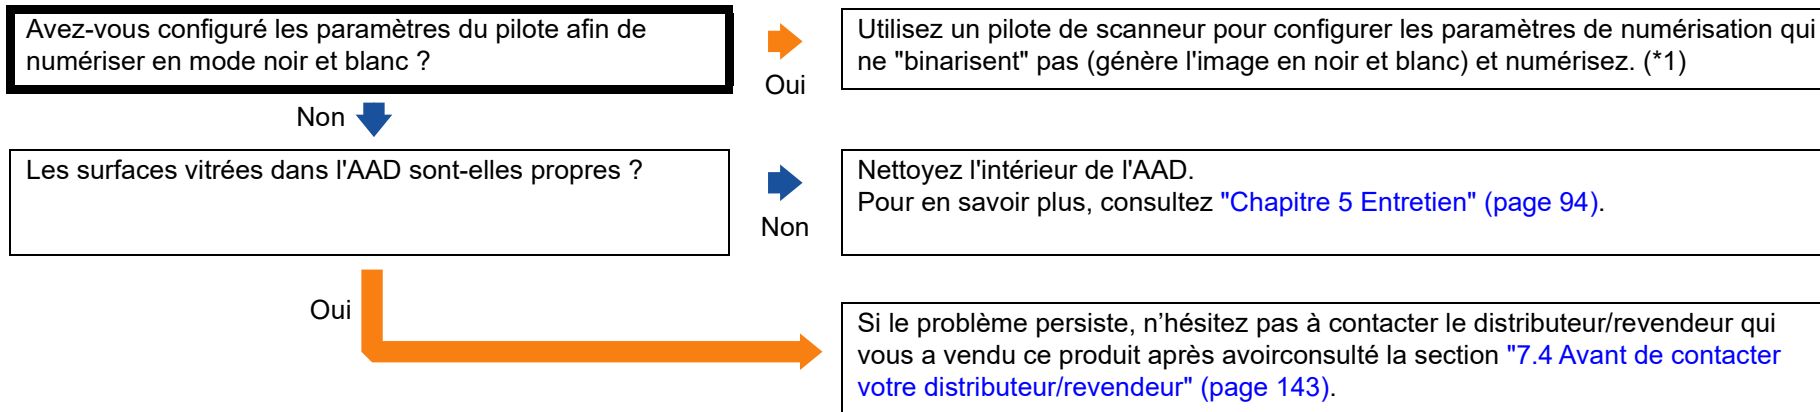 Avez-vous configuré les paramètres du pilote afin de
numériser en mode noir et blanc ?
Oui
Utilisez un pilote de scanneur pour configurer les paramètres de numérisation qui
ne "binarisent" pas (génère l'image en noir et blanc) et numérisez. (*1)
Non
Les surfaces vitrées dans l'AAD sont-elles propres ?
Non
Nettoyez l'intérieur de l'AAD.
Pour en savoir plus, consultez "Chapitre 5 Entretien" (page 94).
Oui
Si le problème persiste, n’hésitez pas à contacter le distributeur/revendeur qui
vous a vendu ce produit après avoirconsulté la section "7.4 Avant de contacter
votre distributeur/revendeur" (page 143).